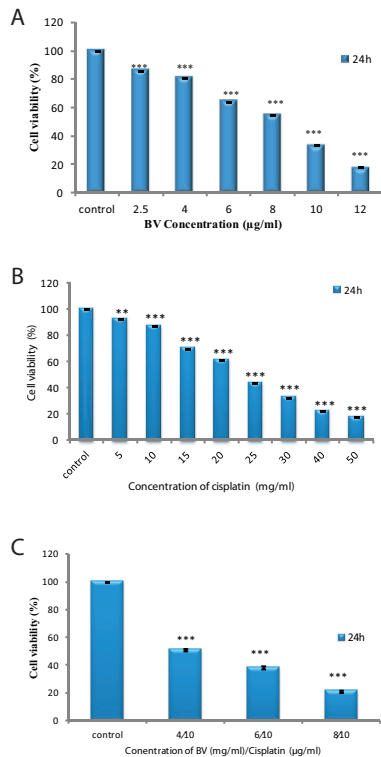 A
120
100
80
60
40
20
0
Cell viability (%)
24h
*** *** *** *** *** ***
control 2.5 4 6 8 10 12
BV Concentration (µg/ml)
B
120
100
80
60
40
20
0
Cell viability (%)
24h
** *** *** *** *** *** *** ***
control 5 10 15 20 25 30 40 50
Concentration of cisplatin (mg/ml)
C
120
100
80
60
40
20
0
Cell viability (%)
24h
*** *** ***
control 4/10 6/10 8/10
Conentration of BV (mg/ml)/Cisplatin (µg/ml)